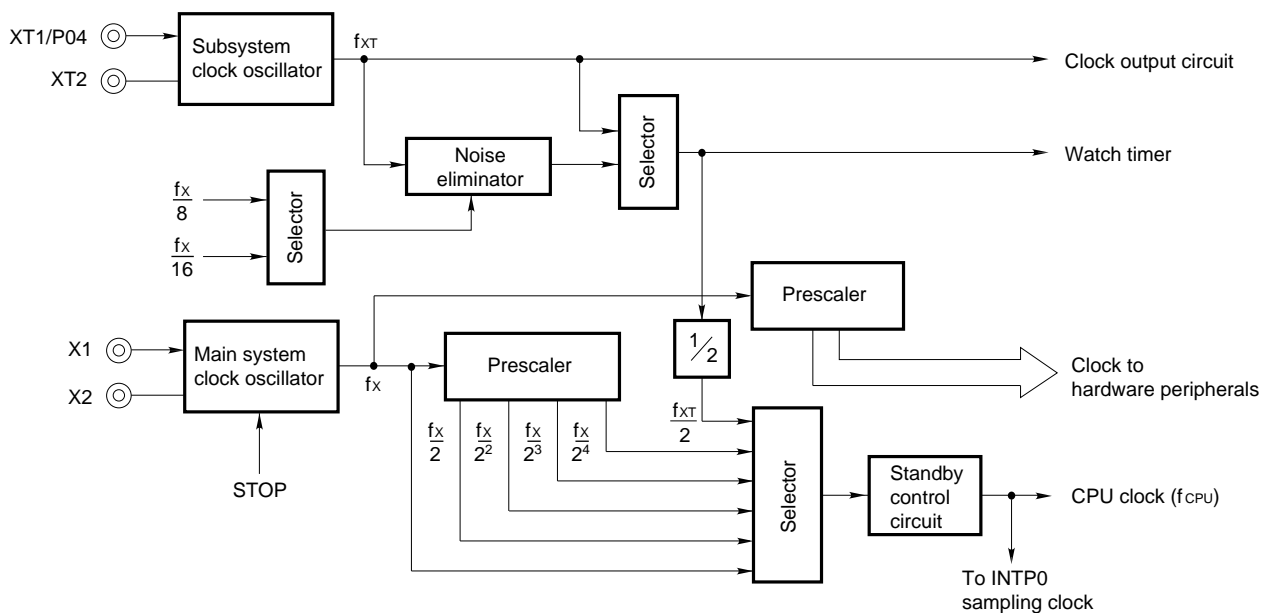 XT1/P04
XT2
Subsystem
clock oscillator
fXT
Clock output circuit
Selector
Noise
eliminator
Watch timer
fX
8
fX
16
Selector
Prescaler
1/2
X1
X2
Main system
clock oscillator
fX
Prescaler
Clock to
hardware peripherals
fX
2
fX
2²
fX
2³
fX
2⁴
fXT
2
STOP
Selector
Standby
control
circuit
CPU clock (fCPU)
To INTP0
sampling clock